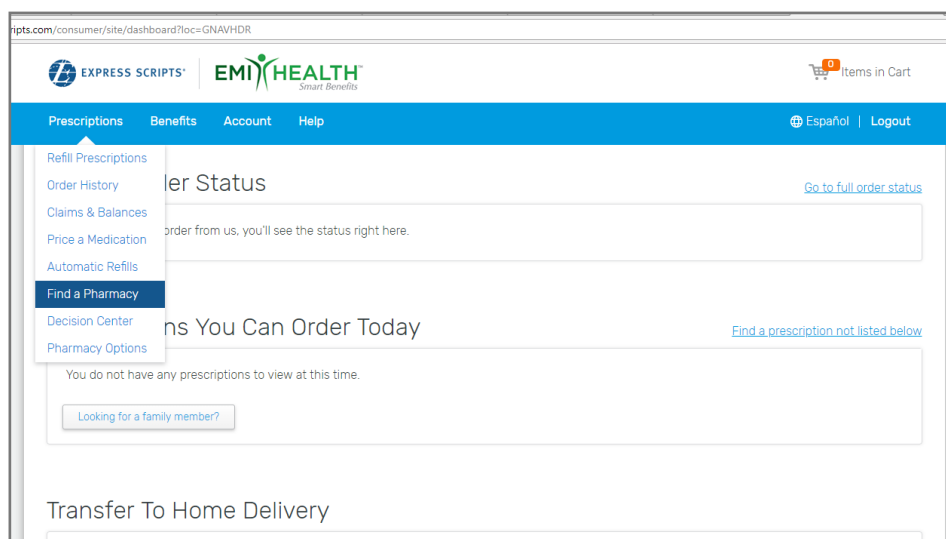 ripts.com/consumer/site/dashboard?loc=GNAVHDR
EXPRESS SCRIPTS®
EMI HEALTH™
Smart Benefits
0
Items in Cart
Prescriptions Benefits Account Help
Español | Logout
Refill Prescriptions
Order History
Claims & Balances
Price a Medication
Automatic Refills
Find a Pharmacy
Decision Center
Pharmacy Options
er Status
Go to full order status
order from us, you'll see the status right here.
ns You Can Order Today
Find a prescription not listed below
You do not have any prescriptions to view at this time.
Looking for a family member?
Transfer To Home Delivery